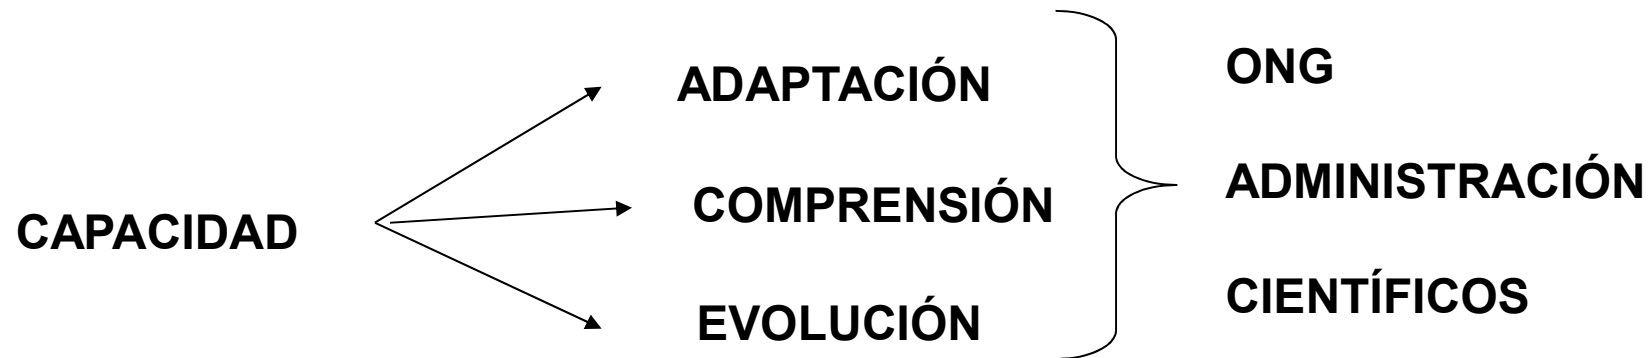 CAPACIDAD
ADAPTACIÓN
COMPRENSIÓN
EVOLUCIÓN
ONG
ADMINISTRACIÓN
CIENTÍFICOS